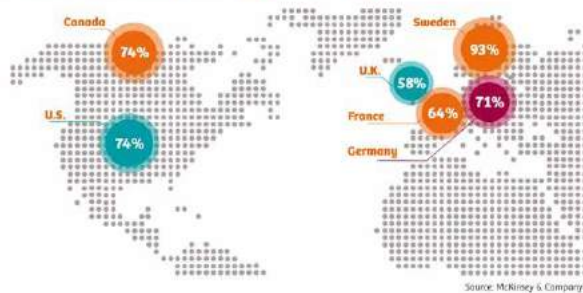 Canada
74%
U.S.
74%
Sweden
93%
U.K.
58%
France
64%
71%
Germany
Source: McKinsey & Company